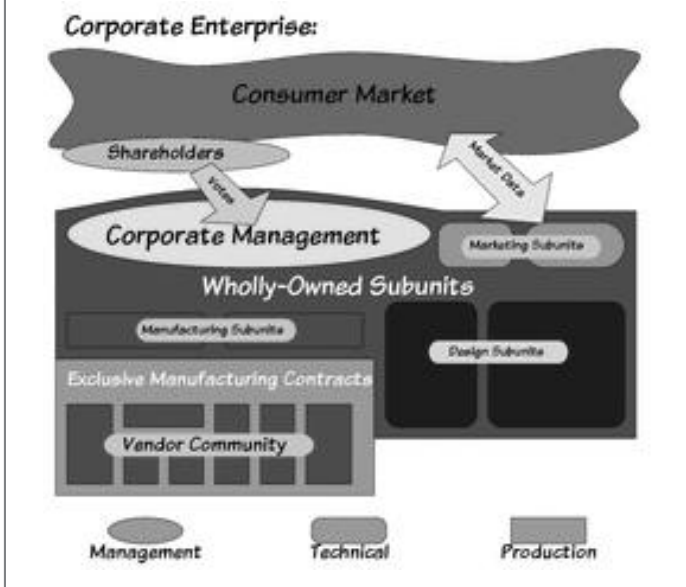 Corporate Enterprise:
Consumer Market
Shareholders
Votes
Market Data
Corporate Management
Marketing Subunits
Wholly-Owned Subunits
Manufacturing Subunits
Design Subunits
Exclusive Manufacturing Contracts
Vendor Community
Management
Technical
Production